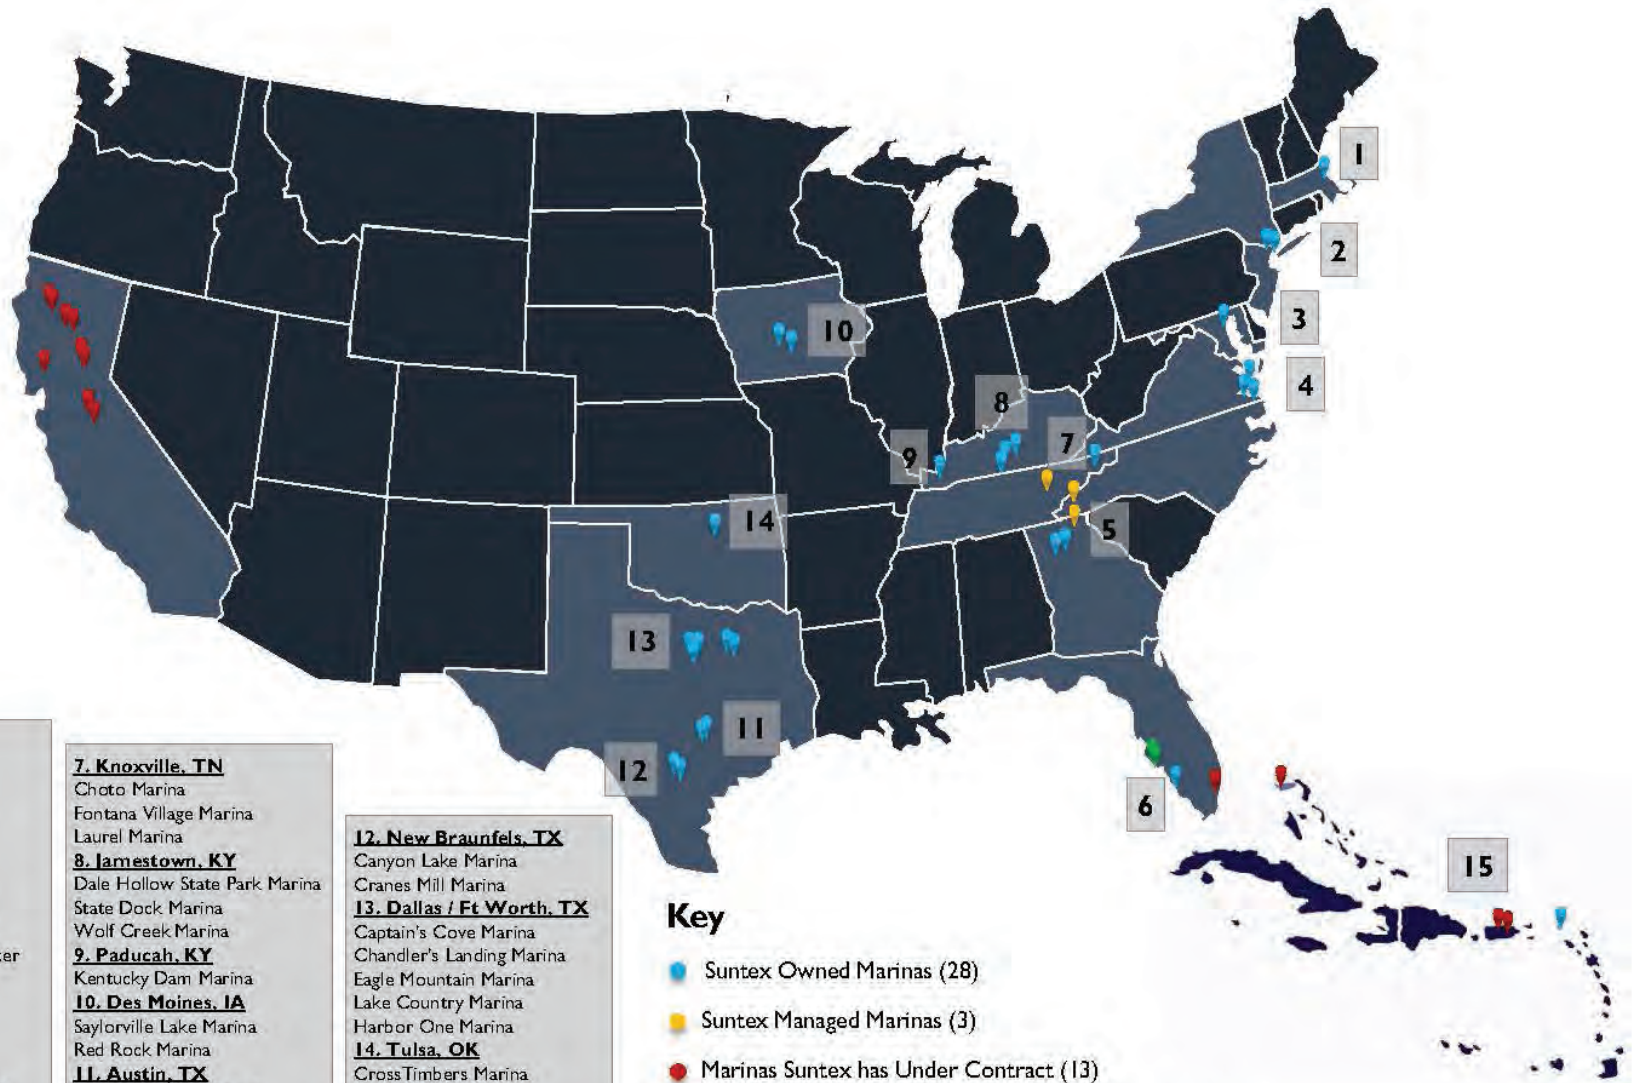 1
2
3
4
10
8
7
9
14
5
13
11
12
6
15
7. Knoxville, TN
Choto Marina
Fontana Village Marina
Laurel Marina
8. Jamestown, KY
Dale Hollow State Park Marina
State Dock Marina
Wolf Creek Marina
9. Paducah, KY
Kentucky Dam Marina
10. Des Moines, IA
Saylorville Lake Marina
Red Rock Marina
11. Austin, TX
12. New Braunfels, TX
Canyon Lake Marina
Cranes Mill Marina
13. Dallas / Ft Worth, TX
Captain's Cove Marina
Chandler's Landing Marina
Eagle Mountain Marina
Lake Country Marina
Harbor One Marina
14. Tulsa, OK
CrossTimbers Marina
Key
Suntex Owned Marinas (28)
Suntex Managed Marinas (3)
Marinas Suntex has Under Contract (13)